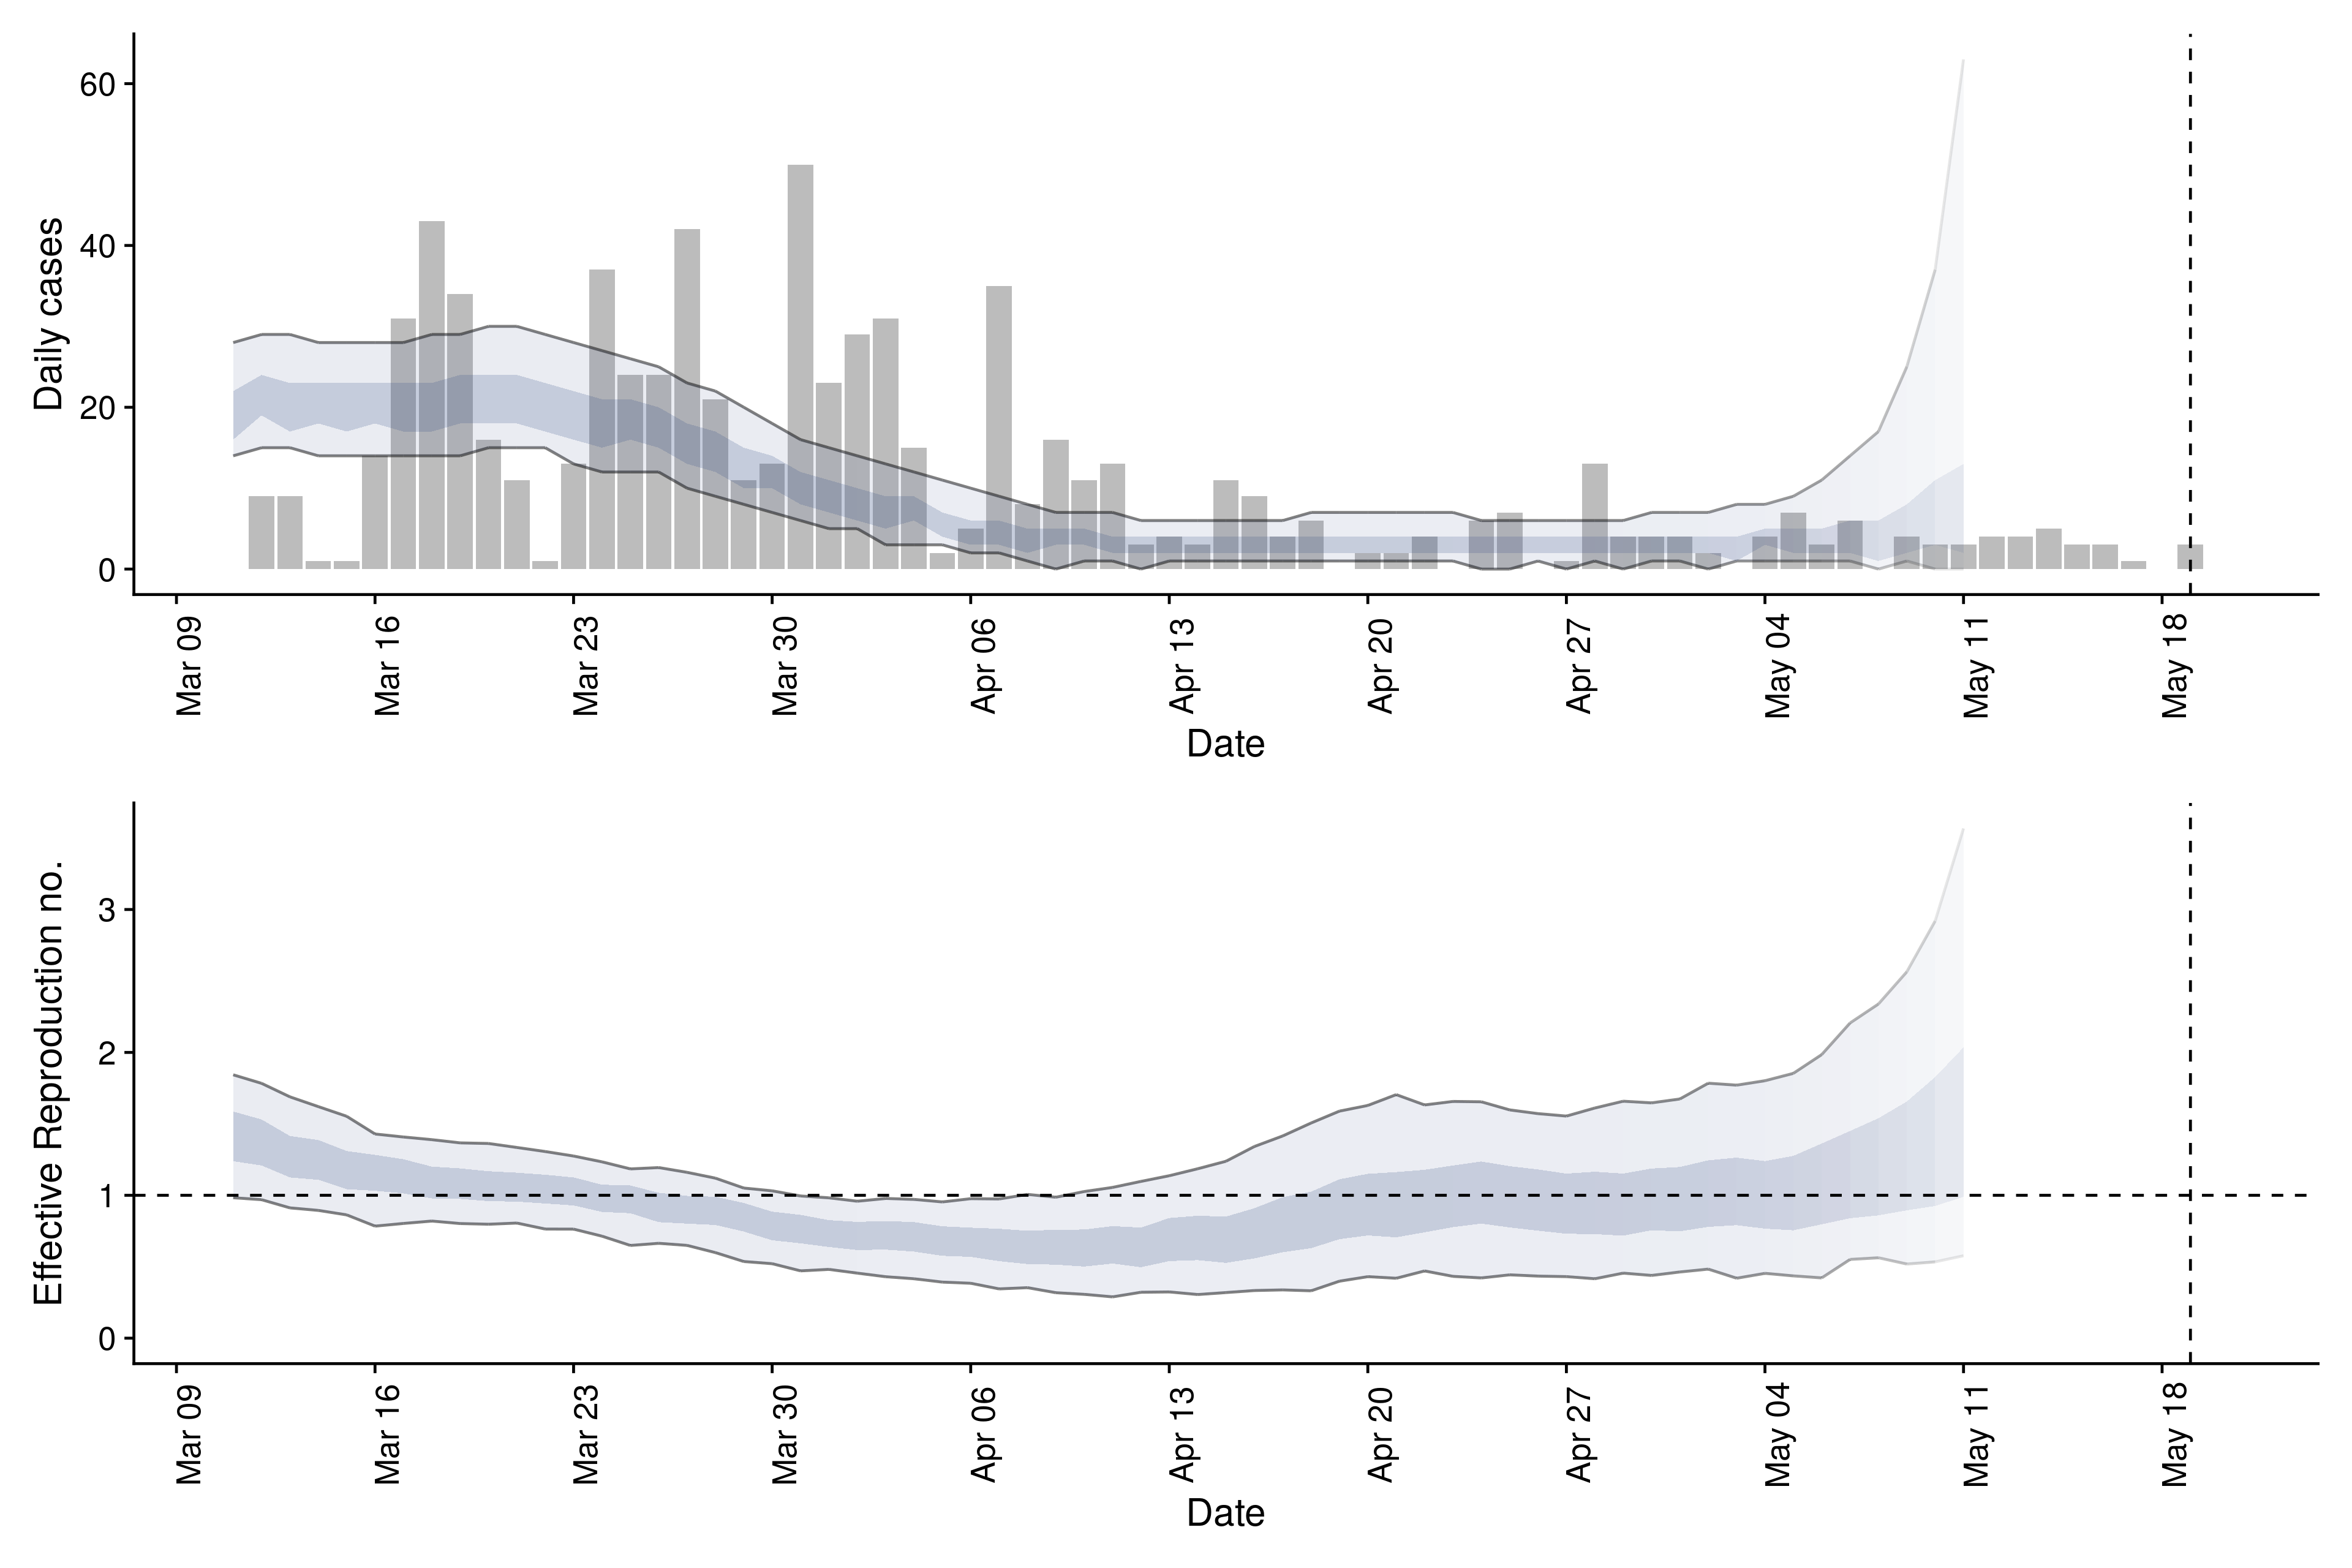 Daily cases
60
40
20
0
Mar 09
Mar 16
Mar 23
Mar 30
Apr 06
Apr 13
Apr 20
Apr 27
May 04
May 11
May 18
Date
Effective Reproduction no.
3
2
1
0
Mar 09
Mar 16
Mar 23
Mar 30
Apr 06
Apr 13
Apr 20
Apr 27
May 04
May 11
May 18
Date